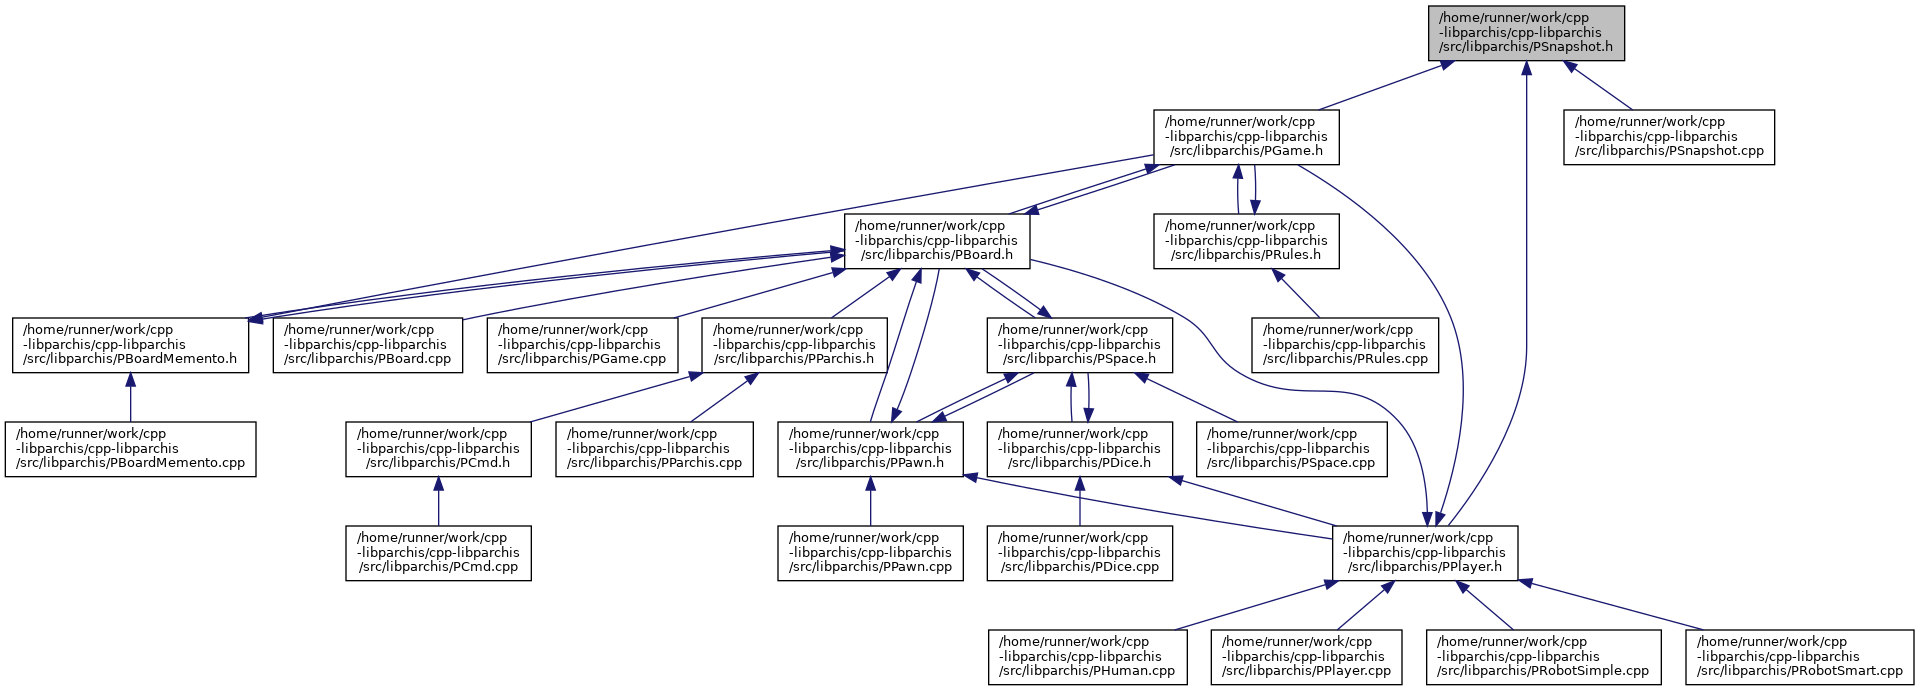 /home/runner/work/cpp
-libparchis/cpp-libparchis
/src/libparchis/PSnapshot.h
/home/runner/work/cpp
-libparchis/cpp-libparchis
/src/libparchis/PGame.h
/home/runner/work/cpp
-libparchis/cpp-libparchis
/src/libparchis/PSnapshot.cpp
/home/runner/work/cpp
-libparchis/cpp-libparchis
/src/libparchis/PBoard.h
/home/runner/work/cpp
-libparchis/cpp-libparchis
/src/libparchis/PRules.h
/home/runner/work/cpp
-libparchis/cpp-libparchis
/src/libparchis/PBoardMemento.h
/home/runner/work/cpp
-libparchis/cpp-libparchis
/src/libparchis/PBoard.cpp
/home/runner/work/cpp
-libparchis/cpp-libparchis
/src/libparchis/PGame.cpp
/home/runner/work/cpp
-libparchis/cpp-libparchis
/src/libparchis/PParchis.h
/home/runner/work/cpp
-libparchis/cpp-libparchis
/src/libparchis/PSpace.h
/home/runner/work/cpp
-libparchis/cpp-libparchis
/src/libparchis/PRules.cpp
/home/runner/work/cpp
-libparchis/cpp-libparchis
/src/libparchis/PBoardMemento.cpp
/home/runner/work/cpp
-libparchis/cpp-libparchis
/src/libparchis/PCmd.h
/home/runner/work/cpp
-libparchis/cpp-libparchis
/src/libparchis/PParchis.cpp
/home/runner/work/cpp
-libparchis/cpp-libparchis
/src/libparchis/PPawn.h
/home/runner/work/cpp
-libparchis/cpp-libparchis
/src/libparchis/PDice.h
/home/runner/work/cpp
-libparchis/cpp-libparchis
/src/libparchis/PSpace.cpp
/home/runner/work/cpp
-libparchis/cpp-libparchis
/src/libparchis/PCmd.cpp
/home/runner/work/cpp
-libparchis/cpp-libparchis
/src/libparchis/PPawn.cpp
/home/runner/work/cpp
-libparchis/cpp-libparchis
/src/libparchis/PDice.cpp
/home/runner/work/cpp
-libparchis/cpp-libparchis
/src/libparchis/PPlayer.h
/home/runner/work/cpp
-libparchis/cpp-libparchis
/src/libparchis/PHuman.cpp
/home/runner/work/cpp
-libparchis/cpp-libparchis
/src/libparchis/PPlayer.cpp
/home/runner/work/cpp
-libparchis/cpp-libparchis
/src/libparchis/PRobotSimple.cpp
/home/runner/work/cpp
-libparchis/cpp-libparchis
/src/libparchis/PRobotSmart.cpp